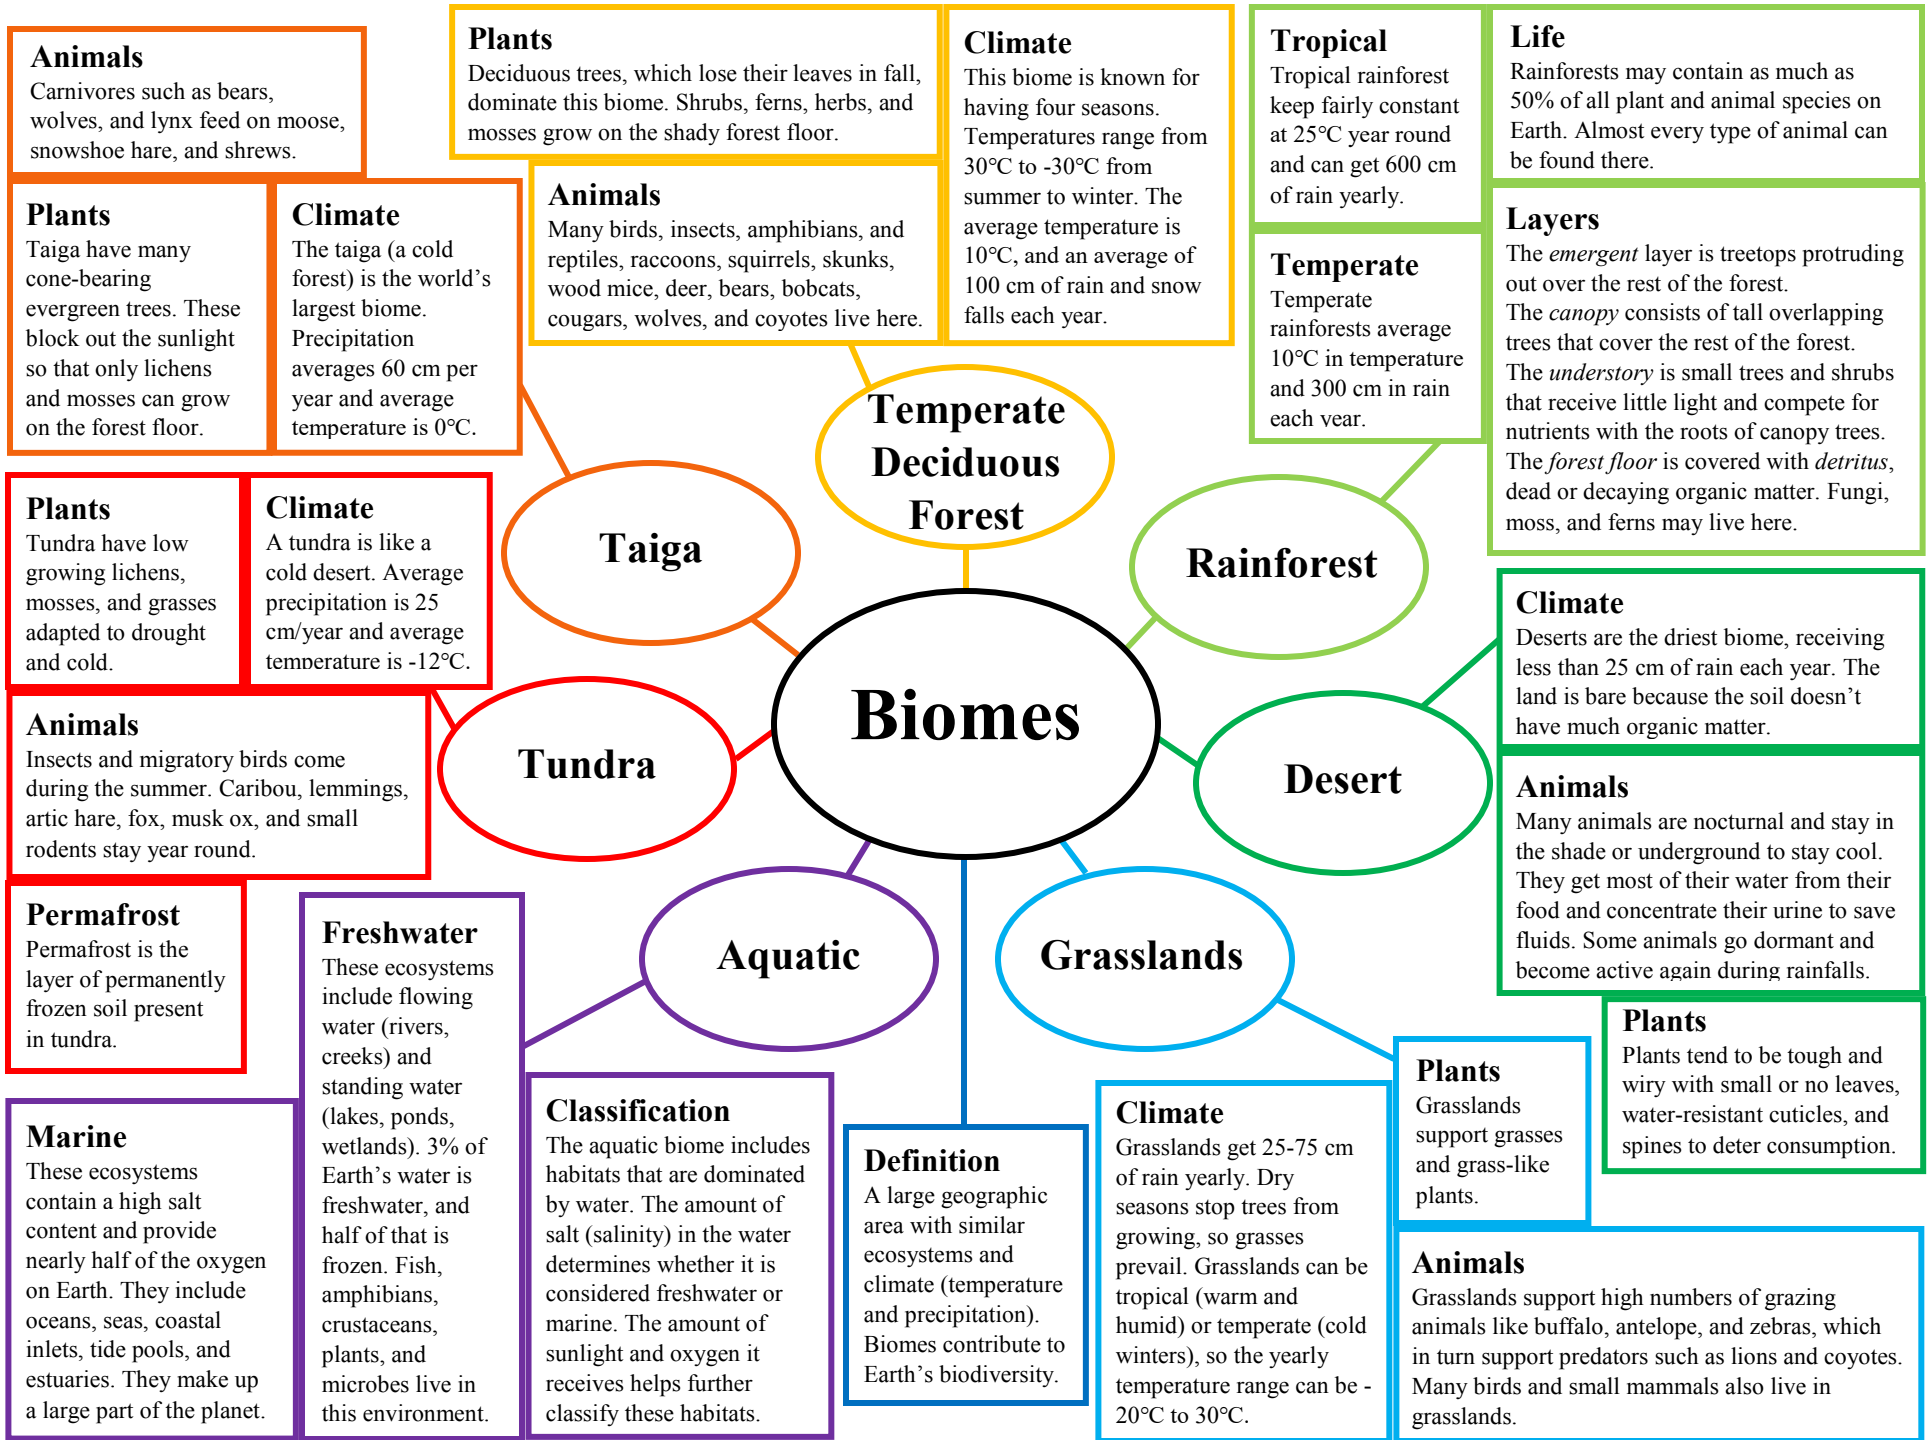 Animals
Carnivores such as bears,
wolves, and lynx feed on moose,
snowshoe hare, and shrews.
Plants
Taiga have many
cone-bearing
evergreen trees. These
block out the sunlight
so that only lichens
and mosses can grow
on the forest floor.
Climate
The taiga (a cold
forest) is the world's
largest biome.
Precipitation
averages 60 cm per
year and average
temperature is 0°C.
Plants
Deciduous trees, which lose their leaves in fall,
dominate this biome. Shrubs, ferns, herbs, and
mosses grow on the shady forest floor.
Animals
Many birds, insects, amphibians, and
reptiles, raccoons, squirrels, skunks,
wood mice, deer, bears, bobcats,
cougars, wolves, and coyotes live here.
Climate
This biome is known for
having four seasons.
Temperatures range from
30°C to -30°C from
summer to winter. The
average temperature is
10°C, and an average of
100 cm of rain and snow
falls each year.
Tropical
Tropical rainforest
keep fairly constant
at 25°C year round
and can get 600 cm
of rain yearly.
Temperate
Temperate
rainforests average
10°C in temperature
and 300 cm in rain
each year.
Life
Rainforests may contain as much as
50% of all plant and animal species on
Earth. Almost every type of animal can
be found there.
Layers
The emergent layer is treetops protruding
out over the rest of the forest.
The canopy consists of tall overlapping
trees that cover the rest of the forest.
The understory is small trees and shrubs
that receive little light and compete for
nutrients with the roots of canopy trees.
The forest floor is covered with detritus,
dead or decaying organic matter. Fungi,
moss, and ferns may live here.
Temperate
Deciduous
Forest
Taiga
Rainforest
Plants
Tundra have low
growing lichens,
mosses, and grasses
adapted to drought
and cold.
Climate
A tundra is like a
cold desert. Average
precipitation is 25
cm/year and average
temperature is -12°C.
Animals
Insects and migratory birds come
during the summer. Caribou, lemmings,
artic hare, fox, musk ox, and small
rodents stay year round.
Permafrost
Permafrost is the
layer of permanently
frozen soil present
in tundra.
Tundra
Biomes
Desert
Climate
Deserts are the driest biome, receiving
less than 25 cm of rain each year. The
land is bare because the soil doesn't
have much organic matter.
Animals
Many animals are nocturnal and stay in
the shade or underground to stay cool.
They get most of their water from their
food and concentrate their urine to save
fluids. Some animals go dormant and
become active again during rainfalls.
Plants
Plants tend to be tough and
wiry with small or no leaves,
water-resistant cuticles, and
spines to deter consumption.
Aquatic
Grasslands
Marine
These ecosystems
contain a high salt
content and provide
nearly half of the oxygen
on Earth. They include
oceans, seas, coastal
inlets, tide pools, and
estuaries. They make up
a large part of the planet.
Freshwater
These ecosystems
include flowing
water (rivers,
creeks) and
standing water
(lakes, ponds,
wetlands). 3% of
Earth's water is
freshwater, and
half of that is
frozen. Fish,
amphibians,
crustaceans,
plants, and
microbes live in
this environment.
Classification
The aquatic biome includes
habitats that are dominated
by water. The amount of
salt (salinity) in the water
determines whether it is
considered freshwater or
marine. The amount of
sunlight and oxygen it
receives helps further
classify these habitats.
Definition
A large geographic
area with similar
ecosystems and
climate (temperature
and precipitation).
Biomes contribute to
Earth's biodiversity.
Climate
Grasslands get 25-75 cm
of rain yearly. Dry
seasons stop trees from
growing, so grasses
prevail. Grasslands can be
tropical (warm and
humid) or temperate (cold
winters), so the yearly
temperature range can be -
20°C to 30°C.
Plants
Grasslands
support grasses
and grass-like
plants.
Animals
Grasslands support high numbers of grazing
animals like buffalo, antelope, and zebras, which
in turn support predators such as lions and coyotes.
Many birds and small mammals also live in
grasslands.